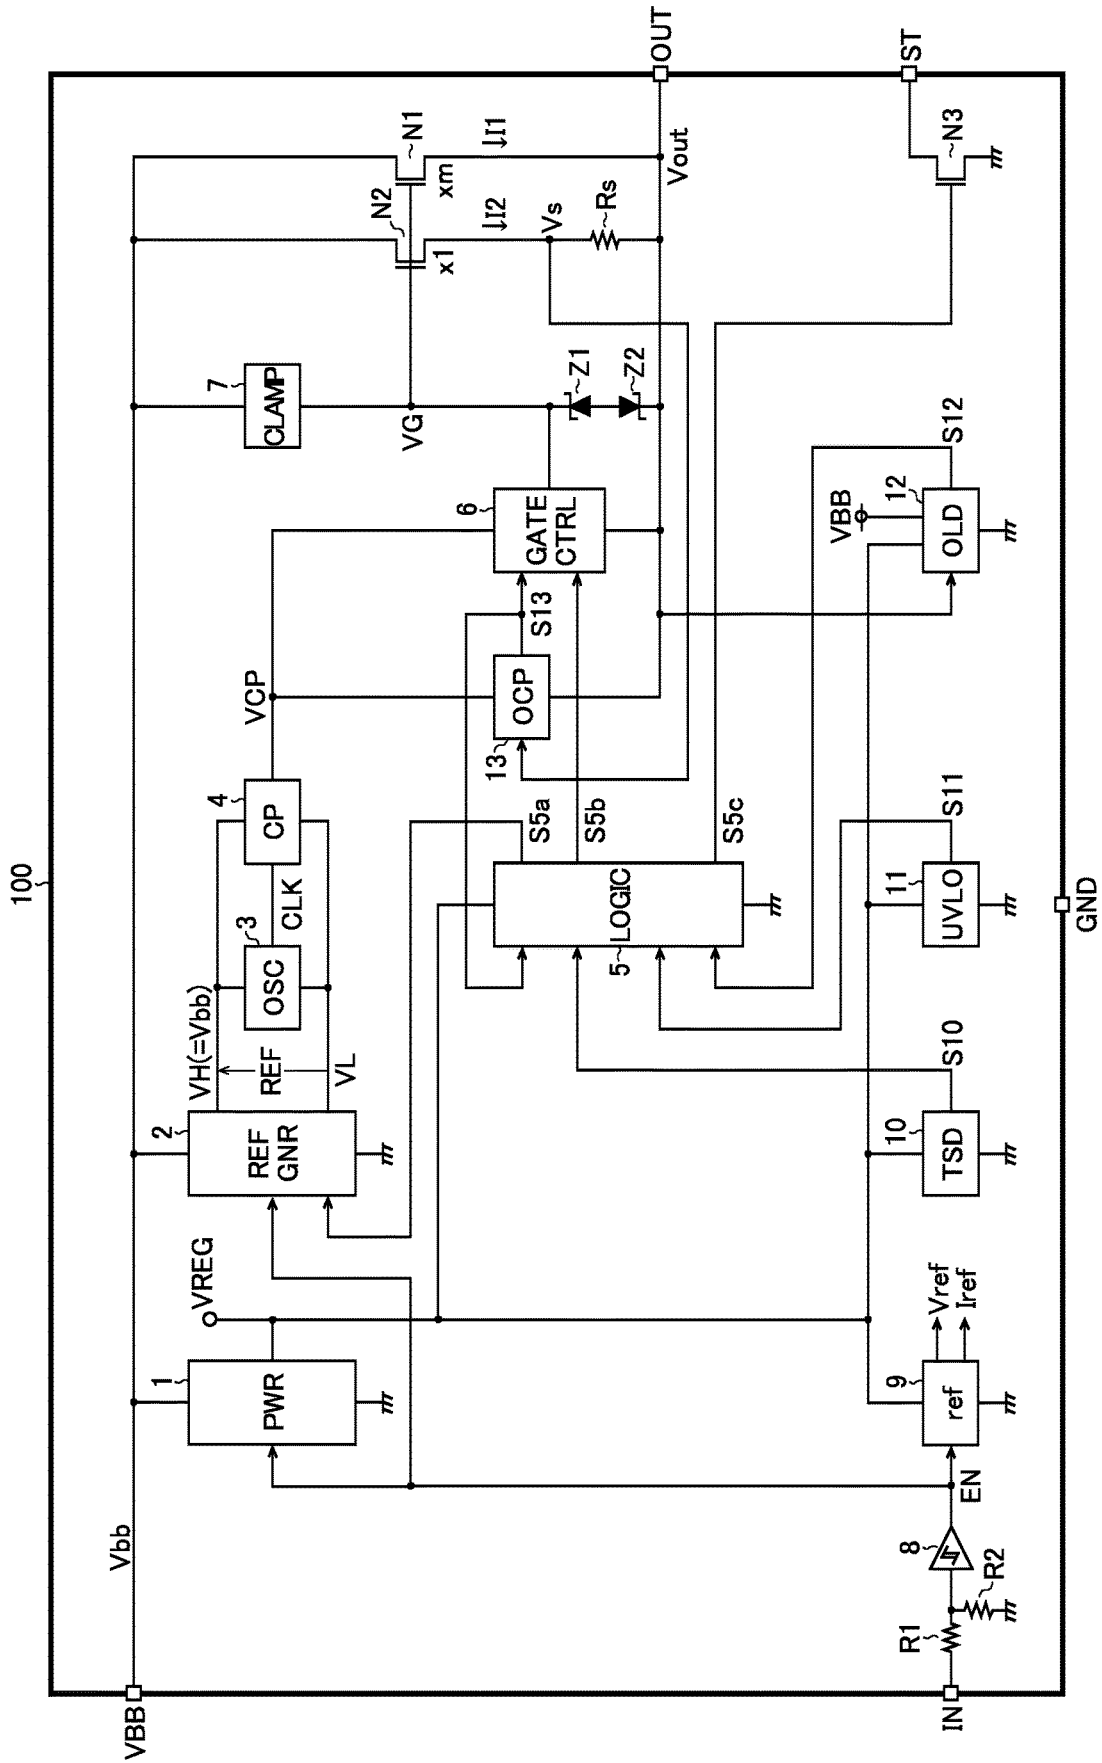 100
VBB
Vbb
1
PWR
VREG
2
REF
GNR
VH(=Vbb)
REF
VL
3
OSC
CLK
4
CP
VCP
7
CLAMP
VG
N2
x1
N1
xm
↓I2
↓I1
Vs
Rs
Z1
Z2
6
GATE
CTRL
S13
13
OCP
S5a
S5b
S5c
5
LOGIC
OUT
Vout
ST
N3
IN
R1
R2
8
EN
9
ref
Vref
Iref
10
TSD
S10
11
UVLO
S11
VBB
12
OLD
S12
GND